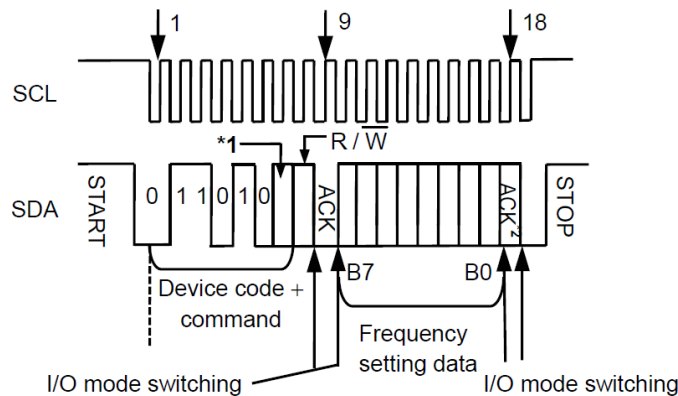 1 9 18
SCL
*1 R / W
SDA START 0 1 1 0 1 0 ACK ACK*2 STOP
B7 B0
Device code +
command
Frequency
setting data
I/O mode switching I/O mode switching